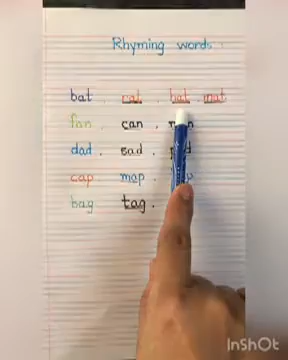 Rhyming words
bat , cat , hat , mat
fan can , n
dad sad , d
cap map , p
bag tag ,
InShOt